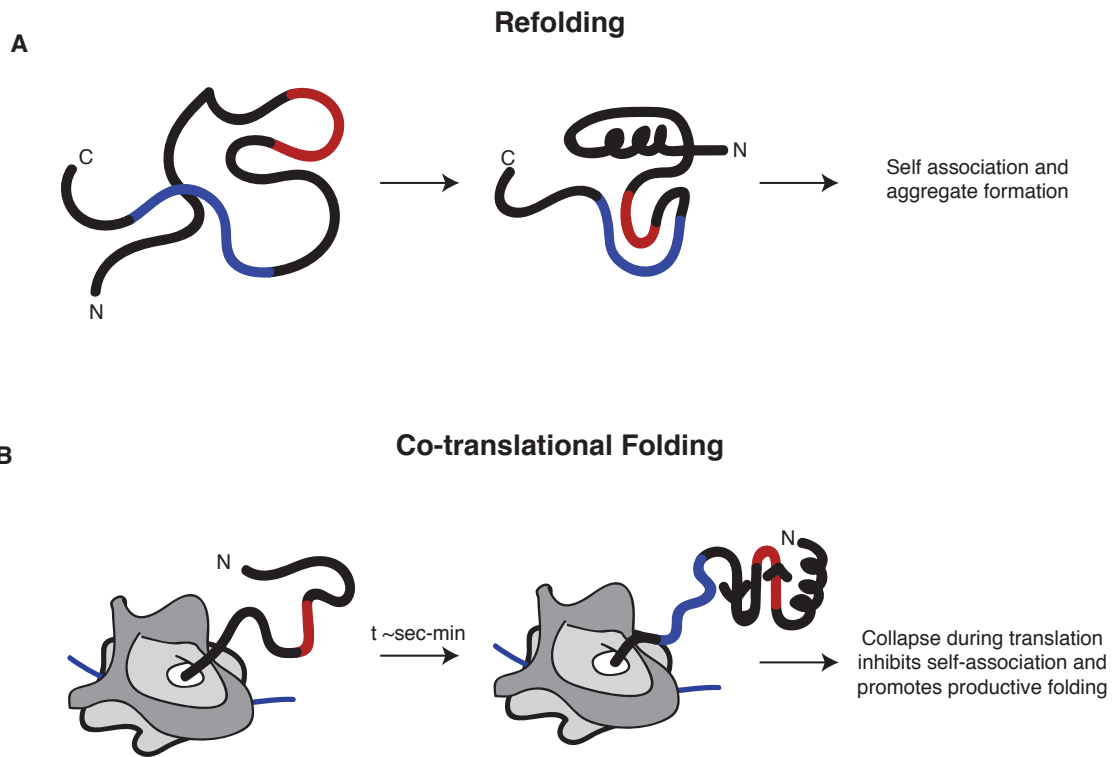 Refolding
A
C
N
C
N
Self association and
aggregate formation
Co-translational Folding
B
N
t ~sec-min
N
Collapse during translation
inhibits self-association and
promotes productive folding